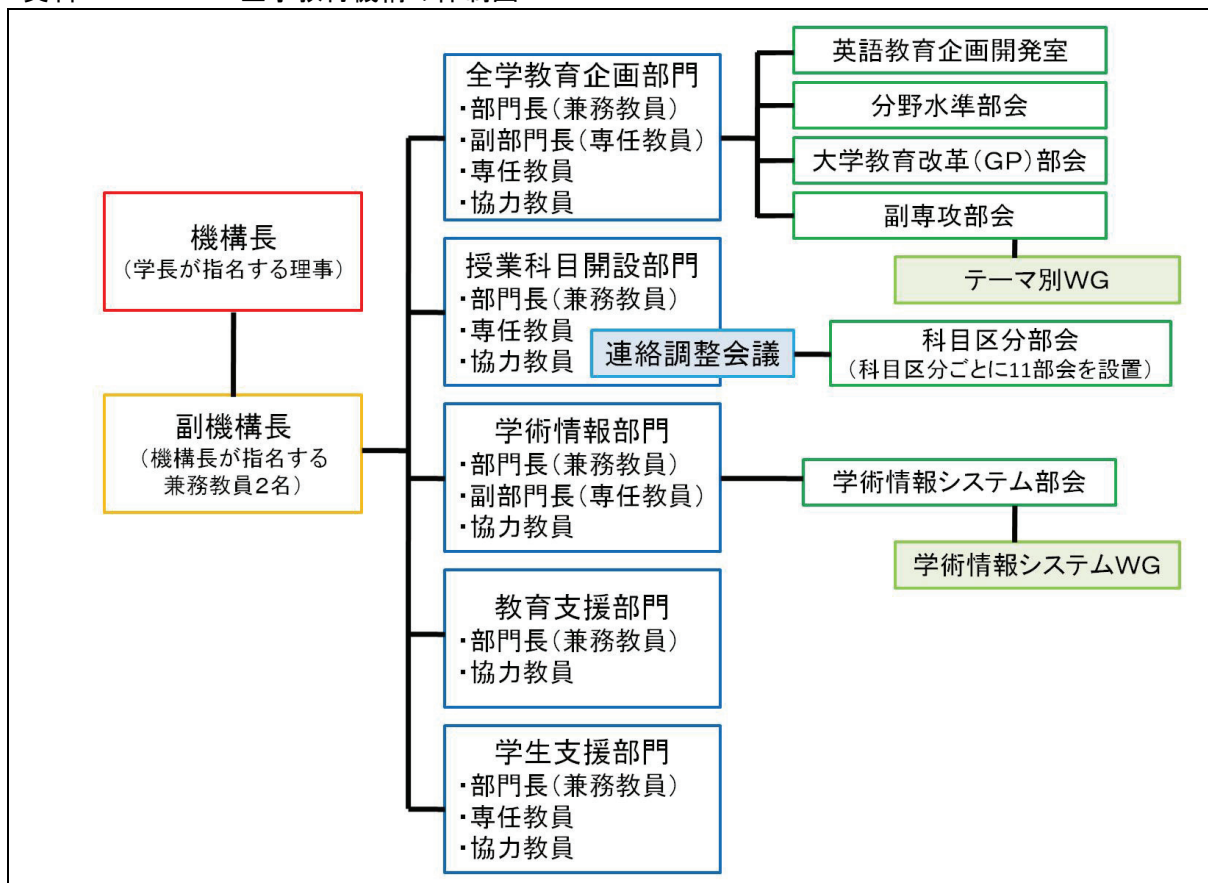 機構長
(学長が指名する理事)
副機構長
(機構長が指名する
兼務教員2名)
全学教育企画部門
・部門長(兼務教員)
・副部門長(専任教員)
・専任教員
・協力教員
英語教育企画開発室
分野水準部会
大学教育改革(GP)部会
副専攻部会
テーマ別WG
授業科目開設部門
・部門長(兼務教員)
・専任教員
・協力教員
連絡調整会議
科目区分部会
(科目区分ごとに11部会を設置)
学術情報部門
・部門長(兼務教員)
・副部門長(専任教員)
・協力教員
学術情報システム部会
学術情報システムWG
教育支援部門
・部門長(兼務教員)
・協力教員
学生支援部門
・部門長(兼務教員)
・専任教員
・協力教員